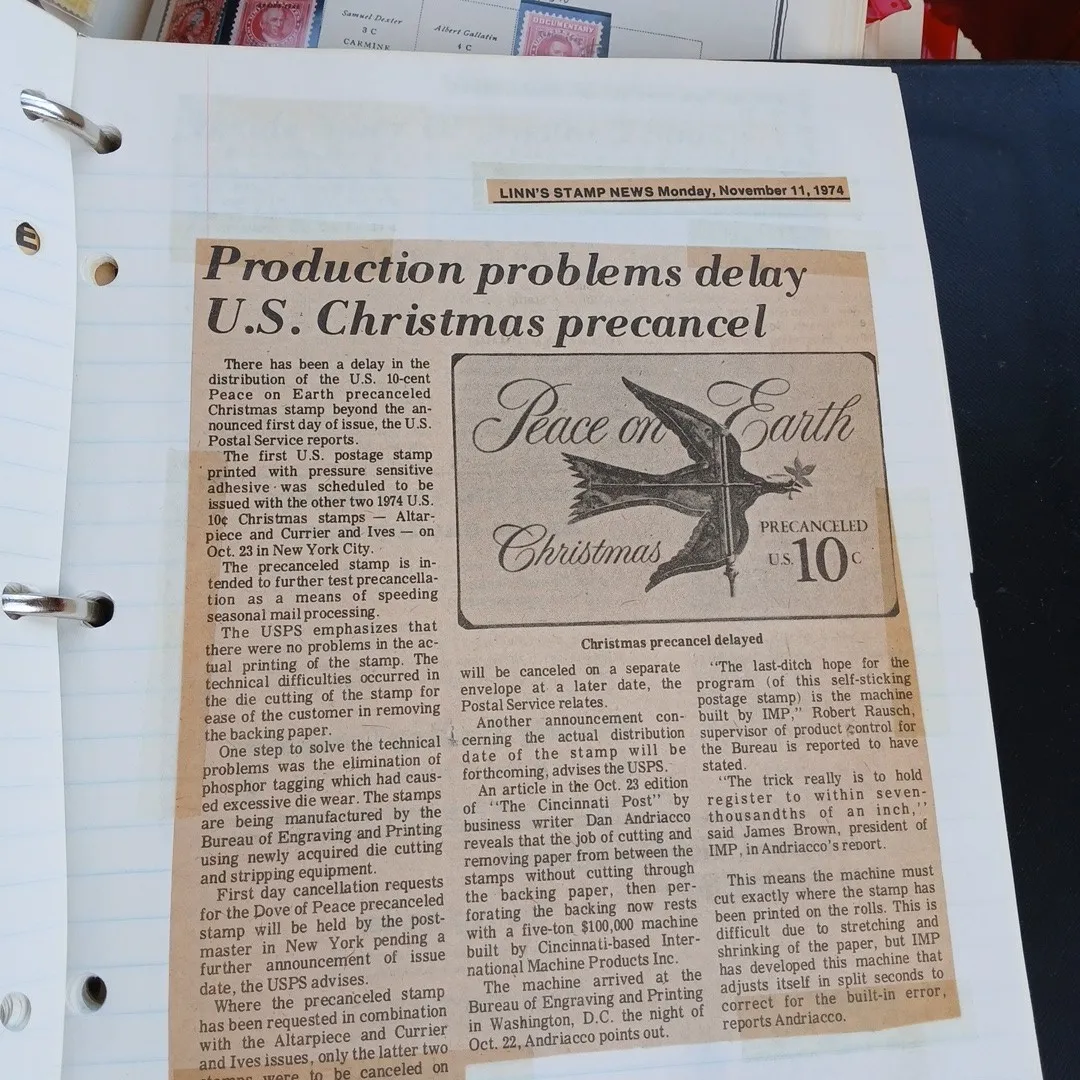 Samuel Dexter
3 C
CARMINE
Albert Gallatin
4 C
DOCUMENTARY
LINN'S STAMP NEWS Monday, November 11, 1974
Production problems delay
U.S. Christmas precancel
There has been a delay in the
distribution of the U.S. 10-cent
Peace on Earth precanceled
Christmas stamp beyond the an-
nounced first day of issue, the U.S.
Postal Service reports.
The first U.S. postage stamp
printed with pressure sensitive
adhesive was scheduled to be
issued with the other two 1974 U.S.
10¢ Christmas stamps — Altar-
piece and Currier and Ives — on
Oct. 23 in New York City.
The precanceled stamp is in-
tended to further test precancella-
tion as a means of speeding
seasonal mail processing.
The USPS emphasizes that
there were no problems in the ac-
tual printing of the stamp. The
technical difficulties occurred in
the die cutting of the stamp for
ease of the customer in removing
the backing paper.
One step to solve the technical
problems was the elimination of
phosphor tagging which had caus-
ed excessive die wear. The stamps
are being manufactured by the
Bureau of Engraving and Printing
using newly acquired die cutting
and stripping equipment.
First day cancellation requests
for the Dove of Peace precanceled
stamp will be held by the post-
master in New York pending a
further announcement of issue
date, the USPS advises.
Where the precanceled stamp
has been requested in combination
with the Altarpiece and Currier
and Ives issues, only the latter two
stamps were to be canceled on
Peace on Earth
Christmas
PRECANCELED
U.S. 10 C
Christmas precancel delayed
will be canceled on a separate
envelope at a later date, the
Postal Service relates.
Another announcement con-
cerning the actual distribution
date of the stamp will be
forthcoming, advises the USPS.
An article in the Oct. 23 edition
of "The Cincinnati Post" by
business writer Dan Andriacco
reveals that the job of cutting and
removing paper from between the
stamps without cutting through
the backing paper, then per-
forating the backing now rests
with a five-ton $100,000 machine
built by Cincinnati-based Inter-
national Machine Products Inc.
The machine arrived at the
Bureau of Engraving and Printing
in Washington, D.C. the night of
Oct. 22, Andriacco points out.
"The last-ditch hope for the
program (of this self-sticking
postage stamp) is the machine
built by IMP," Robert Rausch,
supervisor of product control for
the Bureau is reported to have
stated.
"The trick really is to hold
register to within seven-
thousandths of an inch,"
said James Brown, president of
IMP, in Andriacco's report.
This means the machine must
cut exactly where the stamp has
been printed on the rolls. This is
difficult due to stretching and
shrinking of the paper, but IMP
has developed this machine that
adjusts itself in split seconds to
correct for the built-in error,
reports Andriacco.